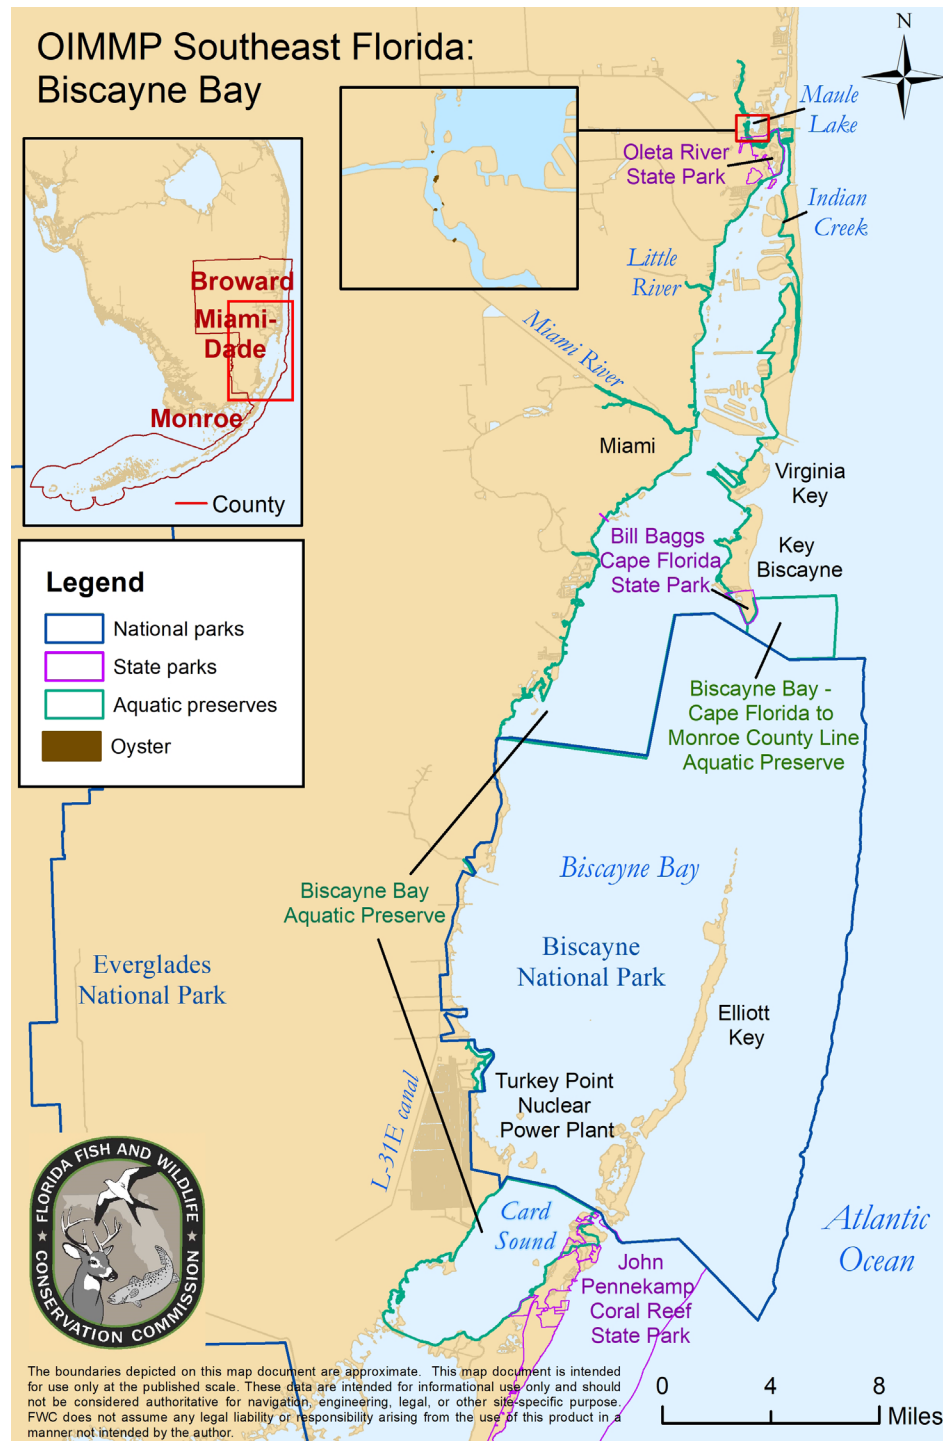 OIMMP Southeast Florida:
Biscayne Bay
N
Maule
Lake
Oleta River
State Park
Indian
Creek
Little
River
Miami River
Broward
Miami-
Dade
Monroe
County
Miami
Virginia
Key
Key
Biscayne
Bill Baggs
Cape Florida
State Park
Legend
National parks
State parks
Aquatic preserves
Oyster
Biscayne Bay -
Cape Florida to
Monroe County Line
Aquatic Preserve
Biscayne Bay
Biscayne Bay
Aquatic Preserve
Biscayne
National Park
Everglades
National Park
Elliott
Key
Turkey Point
Nuclear
Power Plant
L-31E canal
Card
Sound
Atlantic
Ocean
John
Pennekamp
Coral Reef
State Park
FLORIDA FISH AND WILDLIFE
CONSERVATION COMMISSION
The boundaries depicted on this map document are approximate. This map document is intended
for use only at the published scale. These data are intended for informational use only and should
not be considered authoritative for navigation, engineering, legal, or other site-specific purpose.
FWC does not assume any legal liability or responsibility arising from the use of this product in a
manner not intended by the author.
0 4 8
Miles